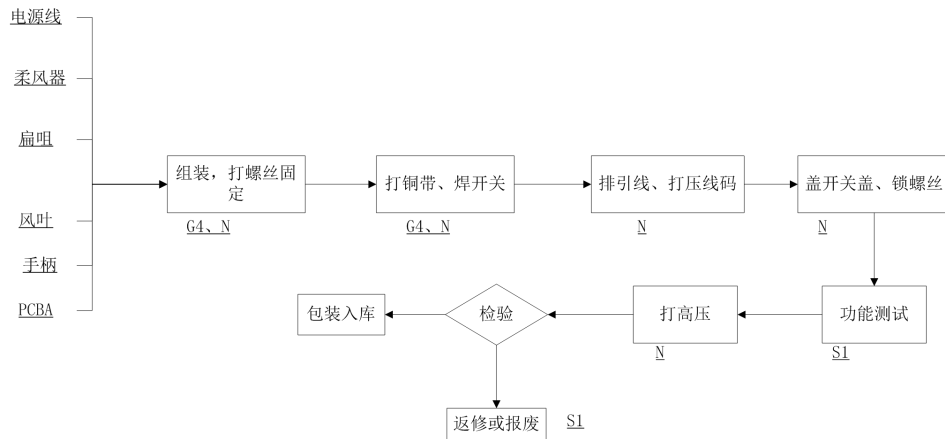 电源线
柔风器
扁咀
风叶
手柄
PCBA
组装，打螺丝固
定
G4、N
打铜带、焊开关
G4、N
排引线、打压线码
N
盖开关盖、锁螺丝
N
功能测试
S1
打高压
N
检验
包装入库
返修或报废
S1